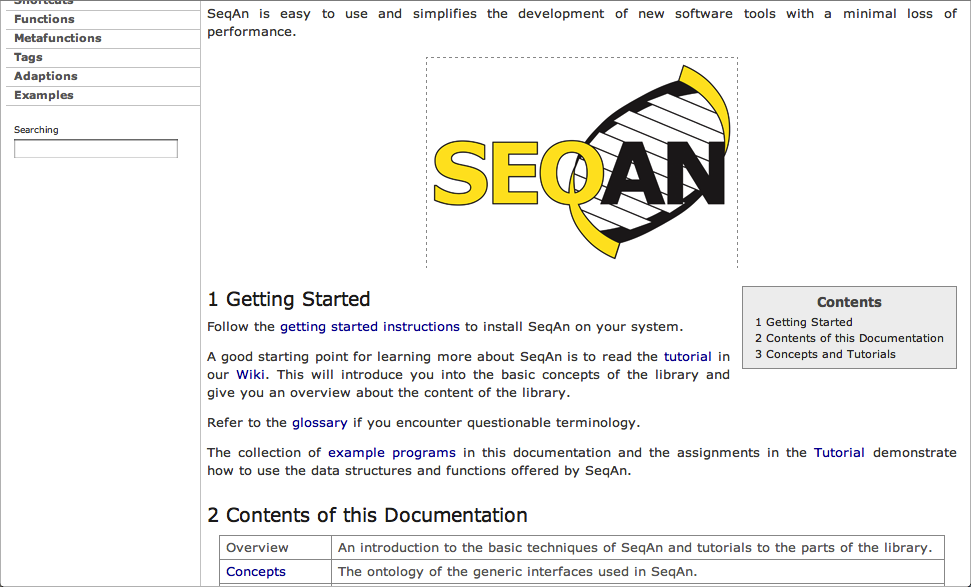 Shortcuts
Functions
Metafunctions
Tags
Adaptions
Examples
Searching
SeqAn is easy to use and simplifies the development of new software tools with a minimal loss of
performance.
SEQAN
1 Getting Started
Follow the getting started instructions to install SeqAn on your system.
A good starting point for learning more about SeqAn is to read the tutorial in
our Wiki. This will introduce you into the basic concepts of the library and
give you an overview about the content of the library.
Refer to the glossary if you encounter questionable terminology.
The collection of example programs in this documentation and the assignments in the Tutorial demonstrate
how to use the data structures and functions offered by SeqAn.
Contents
1 Getting Started
2 Contents of this Documentation
3 Concepts and Tutorials
2 Contents of this Documentation
Overview An introduction to the basic techniques of SeqAn and tutorials to the parts of the library.
Concepts The ontology of the generic interfaces used in SeqAn.